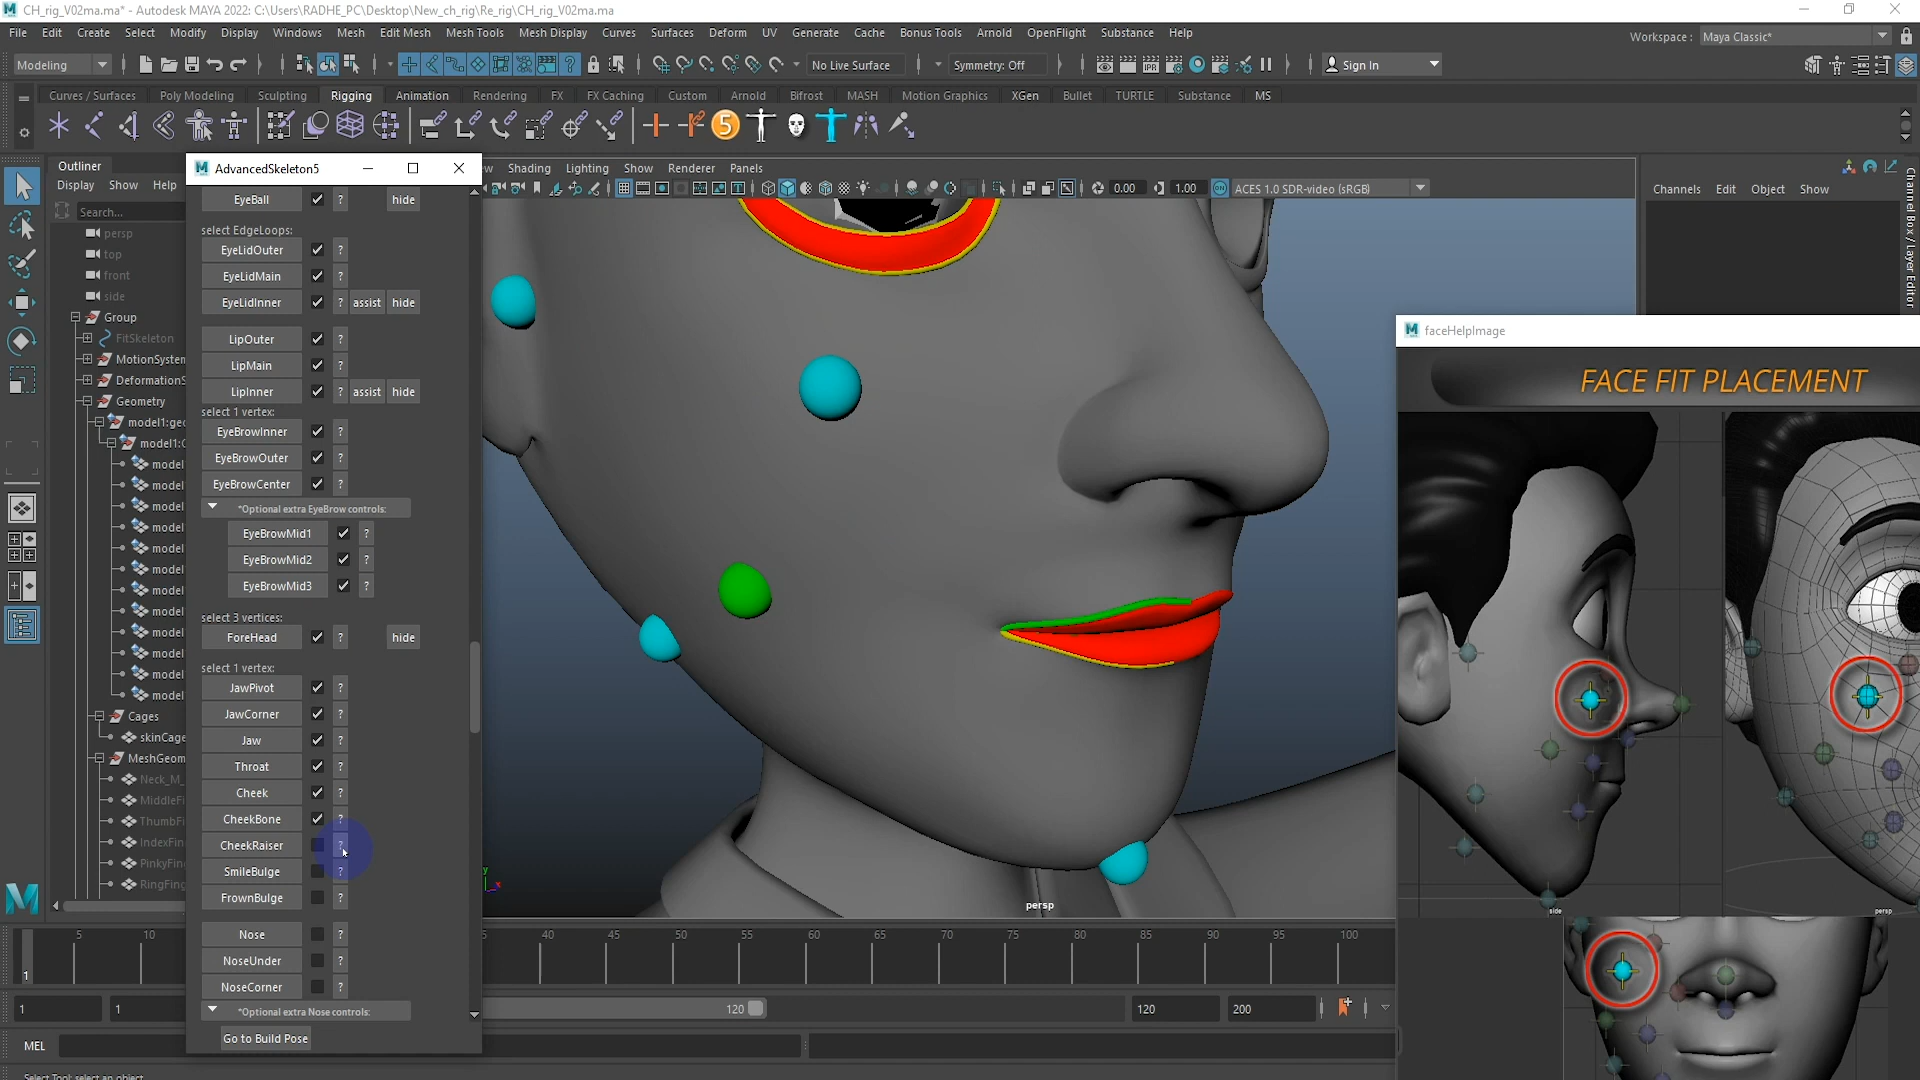 CH_rig_V02ma.ma* - Autodesk MAYA 2022: C:\Users\RADHE_PC\Desktop\New_ch_rig\Re_rig\CH_rig_V02ma.ma
File Edit Create Select Modify Display Windows Mesh Edit Mesh Mesh Tools Mesh Display Curves Surfaces Deform UV Generate Cache Bonus Tools Arnold OpenFlight Substance Help
Workspace : Maya Classic*
Modeling
No Live Surface
Symmetry: Off
Sign In
Curves / Surfaces Poly Modeling Sculpting Rigging Animation Rendering FX FX Caching Custom Arnold Bifrost MASH Motion Graphics XGen Bullet TURTLE Substance MS
Outliner
Display Show Help
Search...
persp
top
front
side
Group
FitSkeleton
MotionSystem
DeformationS
Geometry
model1:geo
model
model
model
model
model
model
model
model
model
model
model
model
Cages
skinCage
MeshGeom
Neck_M_
MiddleFi
ThumbFi
IndexFin
PinkyFin
RingFing
AdvancedSkeleton5
EyeBall ? hide
select EdgeLoops:
EyeLidOuter ?
EyeLidMain ?
EyeLidInner ? assist hide
LipOuter ?
LipMain ?
LipInner ? assist hide
select 1 vertex:
EyeBrowInner ?
EyeBrowOuter ?
EyeBrowCenter ?
*Optional extra EyeBrow controls:
EyeBrowMid1 ?
EyeBrowMid2 ?
EyeBrowMid3 ?
select 3 vertices:
ForeHead ? hide
select 1 vertex:
JawPivot ?
JawCorner ?
Jaw ?
Throat ?
Cheek ?
CheekBone ?
CheekRaiser ?
SmileBulge ?
FrownBulge ?
Nose ?
NoseUnder ?
NoseCorner ?
*Optional extra Nose controls:
Go to Build Pose
ew Shading Lighting Show Renderer Panels
0.00 1.00 ACES 1.0 SDR-video (sRGB)
y
x
persp
Channels Edit Object Show
Channel Box / Layer Editor
faceHelpImage
FACE FIT PLACEMENT
side
persp
5 10 5 40 45 50 55 60 65 70 75 80 85 90 95 100
1
1 1 120 120 200
MEL
Select Tool: select an object